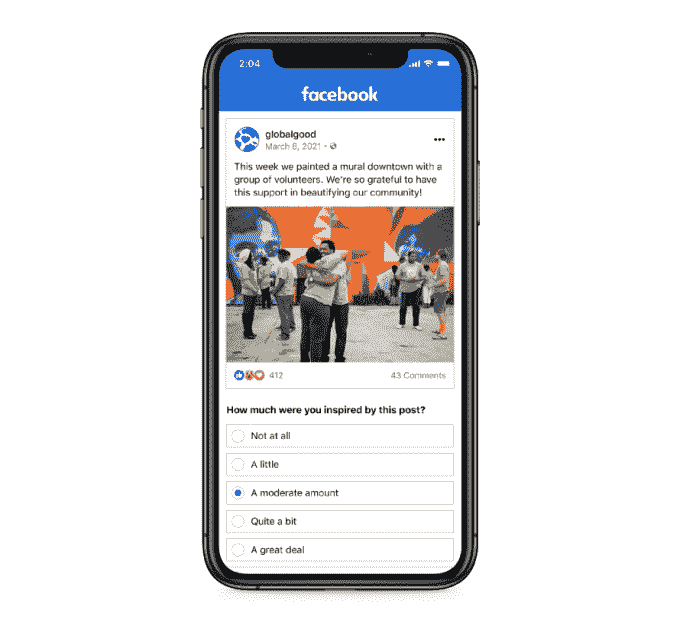 2:04
facebook
globalgood
March 8, 2021 •
This week we painted a mural downtown with a
group of volunteers. We're so grateful to have
this support in beautifying our community!
412 43 Comments
How much were you inspired by this post?
Not at all
A little
A moderate amount
Quite a bit
A great deal